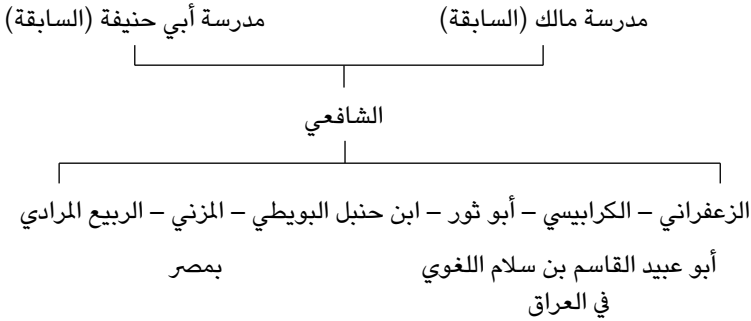 مدرسة مالك (السابقة) مدرسة أبي حنيفة (السابقة)
الشافعي
الزعفراني – الكرابيسي – أبو ثور – ابن حنبل البويطي – المزني – الربيع المرادي
أبو عبيد القاسم بن سلام اللغوي بمصر
في العراق